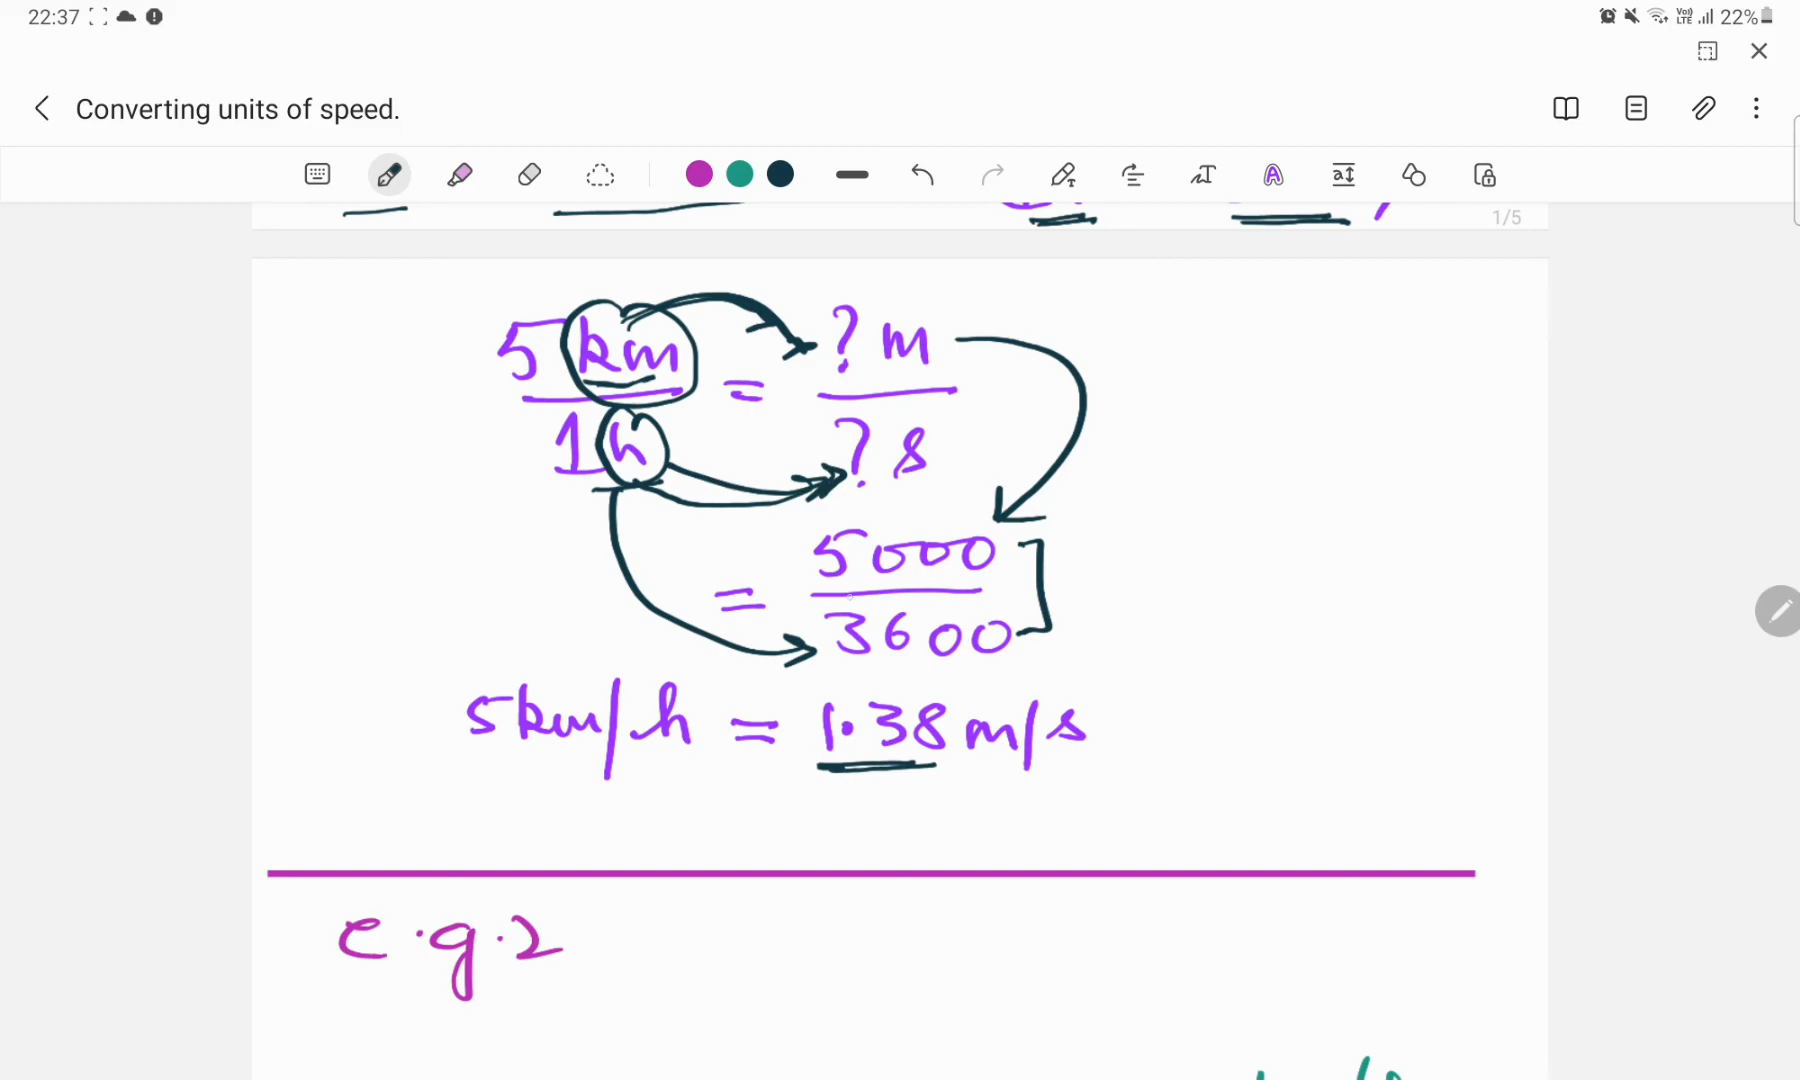 22:37
22%
Converting units of speed.
1/5
5 km = ? m
1 h ? s
= 5000
3600
5km/h = 1.38 m/s
e.g.2